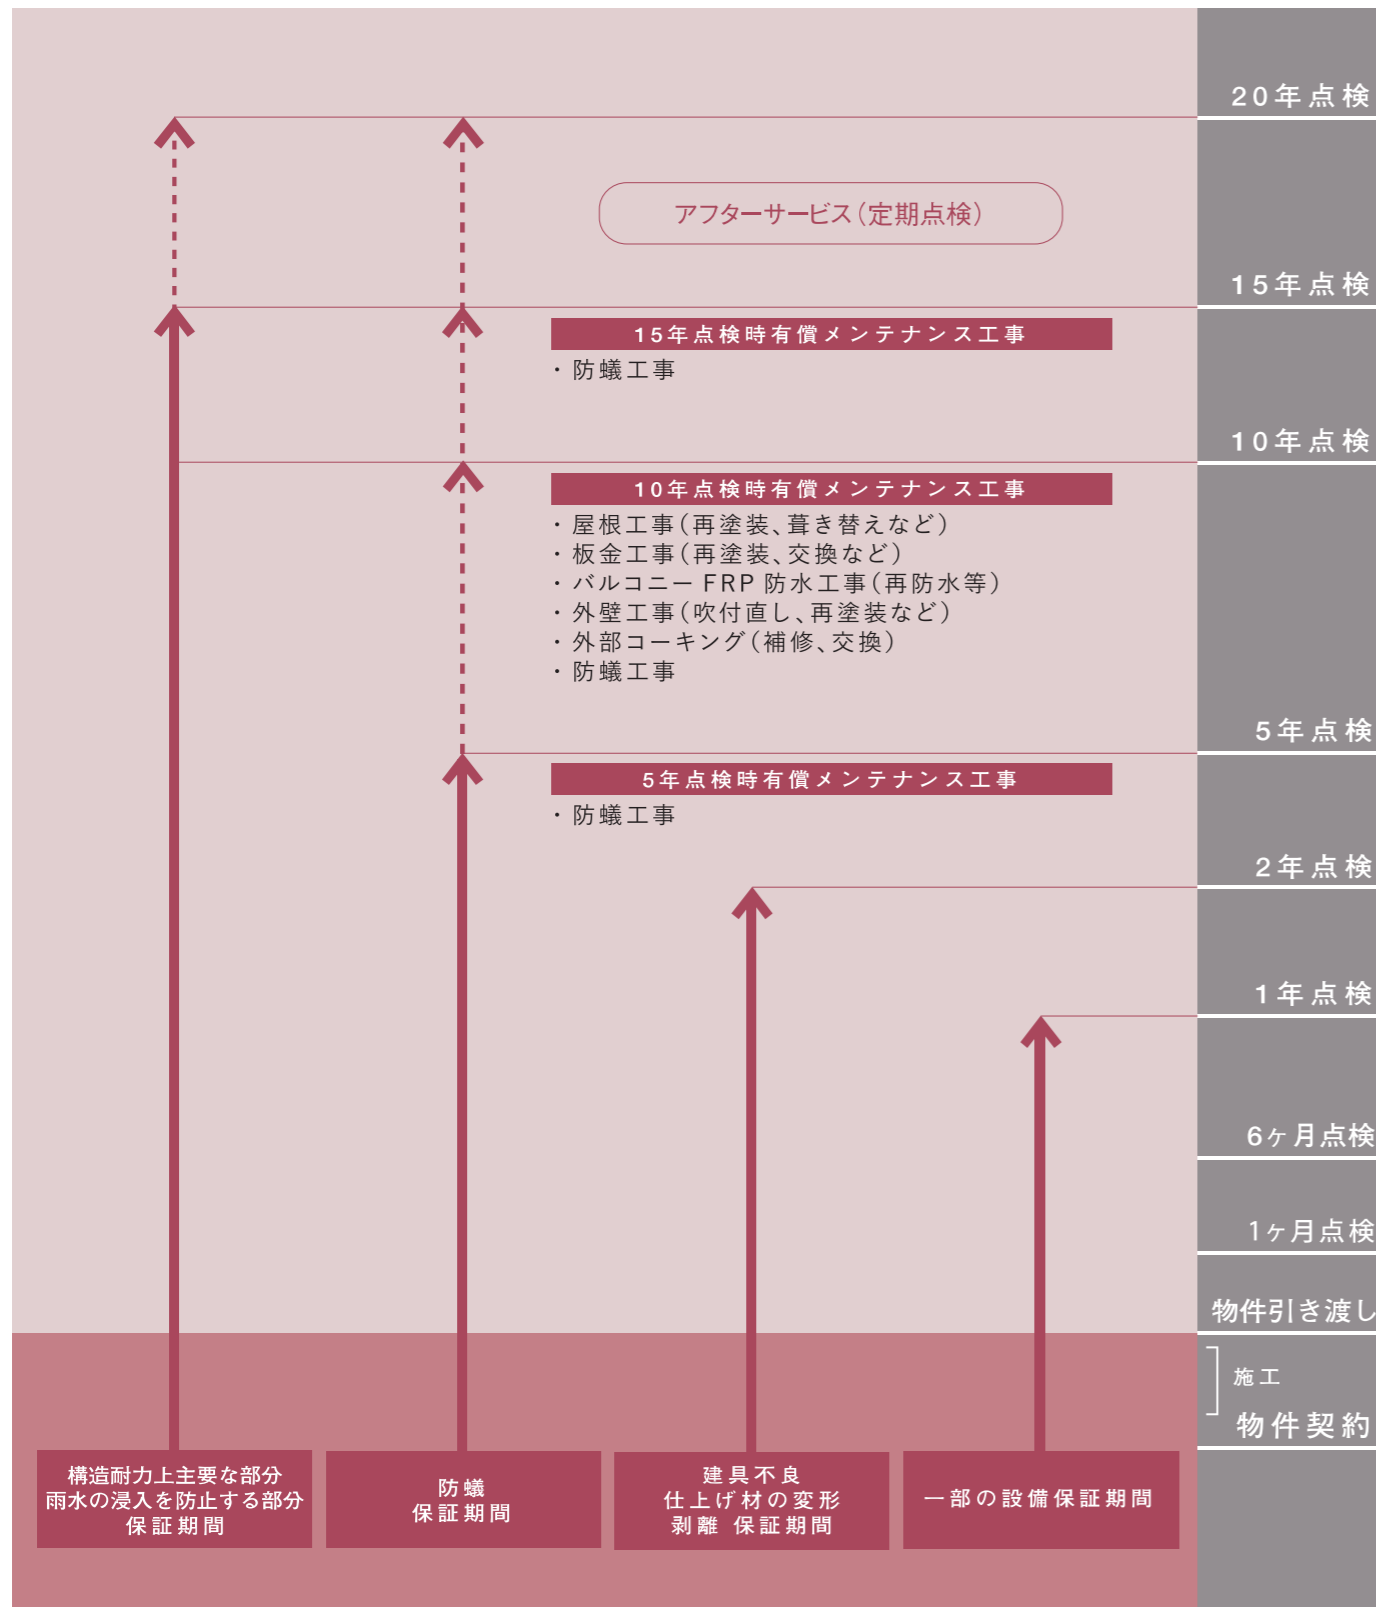 20年点検
アフターサービス（定期点検）
15年点検
15年点検時有償メンテナンス工事
・防蟻工事
10年点検
10年点検時有償メンテナンス工事
・屋根工事（再塗装、葺き替えなど）
・板金工事（再塗装、交換など）
・バルコニー FRP 防水工事（再防水等）
・外壁工事（吹付直し、再塗装など）
・外部コーキング（補修、交換）
・防蟻工事
5年点検
5年点検時有償メンテナンス工事
・防蟻工事
2年点検
1年点検
6ヶ月点検
1ヶ月点検
物件引き渡し
施工
物件契約
構造耐力上主要な部分
雨水の浸入を防止する部分
保証期間
防蟻
保証期間
建具不良
仕上げ材の変形
剥離 保証期間
一部の設備保証期間